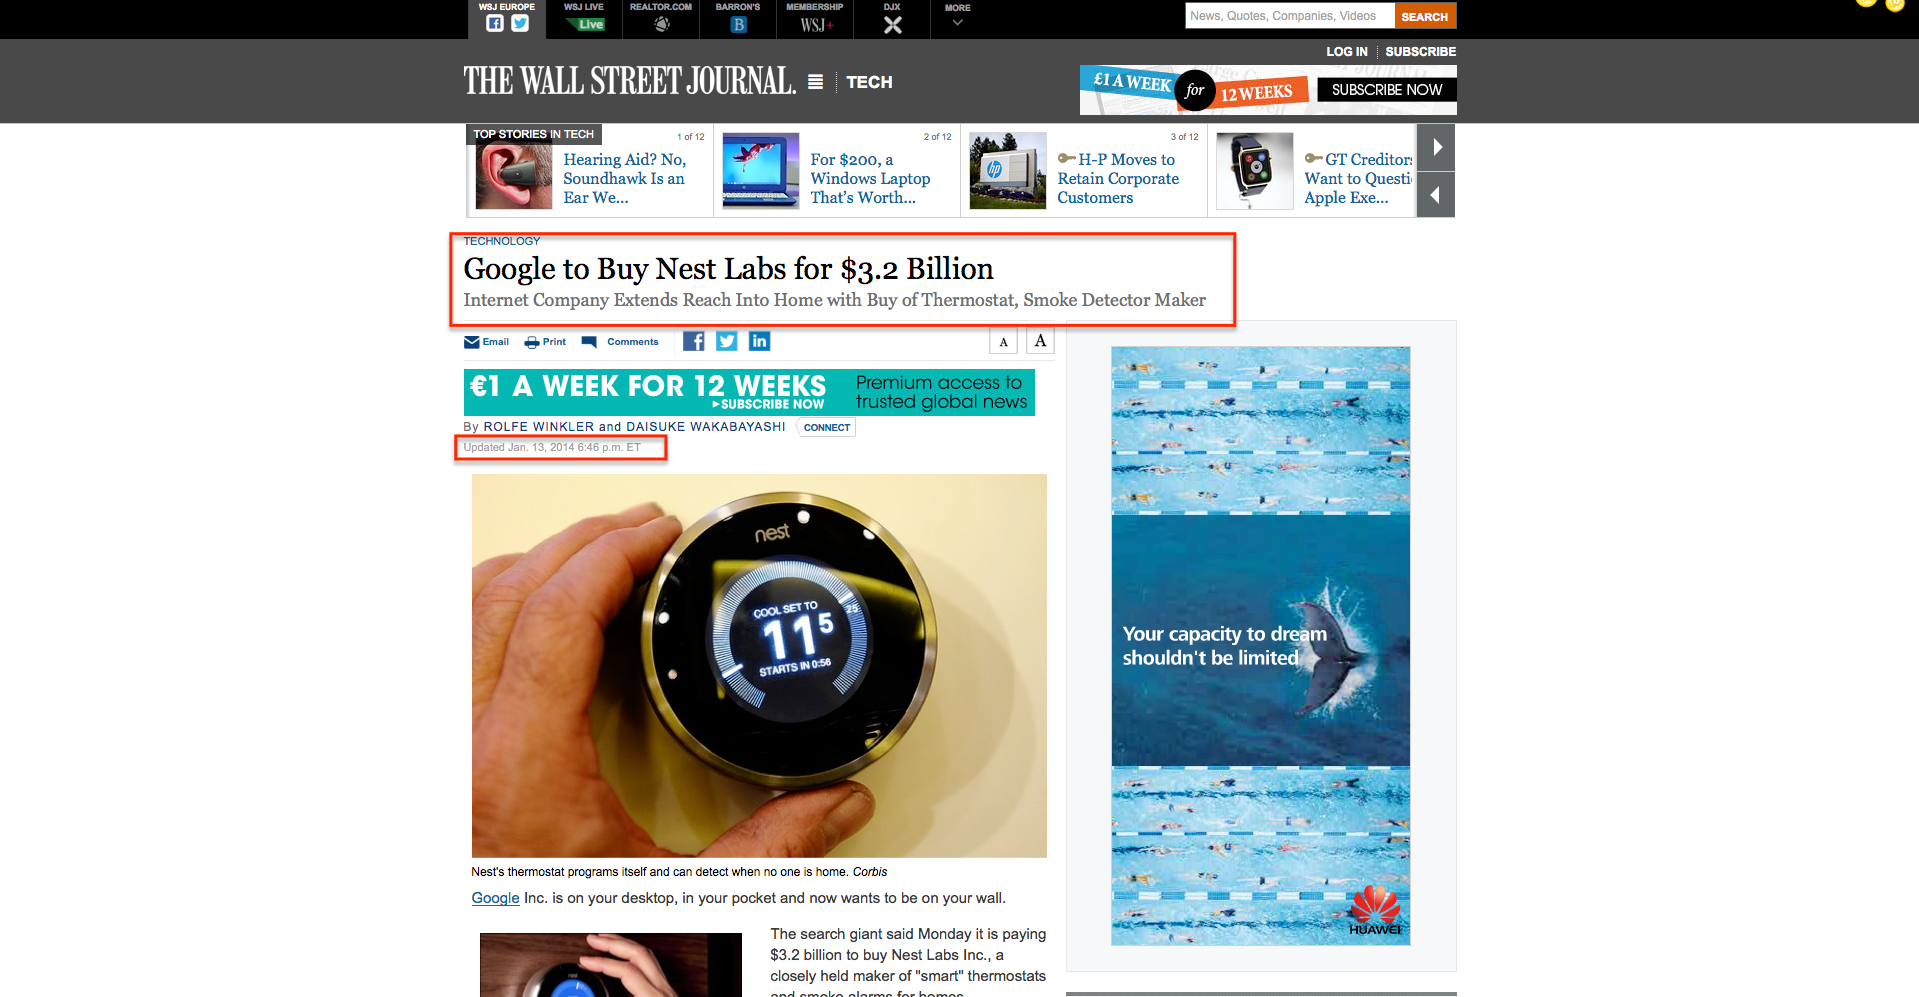 WSJ EUROPE
WSJ LIVE
REALTOR.COM
BARRON'S
MEMBERSHIP
DJX
MORE
Live
B
WSJ+
News, Quotes, Companies, Videos
SEARCH
LOG IN
SUBSCRIBE
THE WALL STREET JOURNAL.
TECH
£1 A WEEK for 12 WEEKS
SUBSCRIBE NOW
TOP STORIES IN TECH
1 of 12
Hearing Aid? No,
Soundhawk Is an
Ear We...
2 of 12
For $200, a
Windows Laptop
That's Worth...
3 of 12
hp
H-P Moves to
Retain Corporate
Customers
GT Creditors
Want to Questi
Apple Exe...
TECHNOLOGY
Google to Buy Nest Labs for $3.2 Billion
Internet Company Extends Reach Into Home with Buy of Thermostat, Smoke Detector Maker
Email
Print
Comments
A
A
€1 A WEEK FOR 12 WEEKS
▸SUBSCRIBE NOW
Premium access to
trusted global news
By ROLFE WINKLER and DAISUKE WAKABAYASHI
CONNECT
Updated Jan. 13, 2014 6:46 p.m. ET
nest
COOL SET TO
25
11 5
STARTS IN 0:56
Nest's thermostat programs itself and can detect when no one is home. Corbis
Google Inc. is on your desktop, in your pocket and now wants to be on your wall.
The search giant said Monday it is paying
$3.2 billion to buy Nest Labs Inc., a
closely held maker of "smart" thermostats
and smoke alarms for homes
nest
Your capacity to dream
shouldn't be limited
HUAWEI